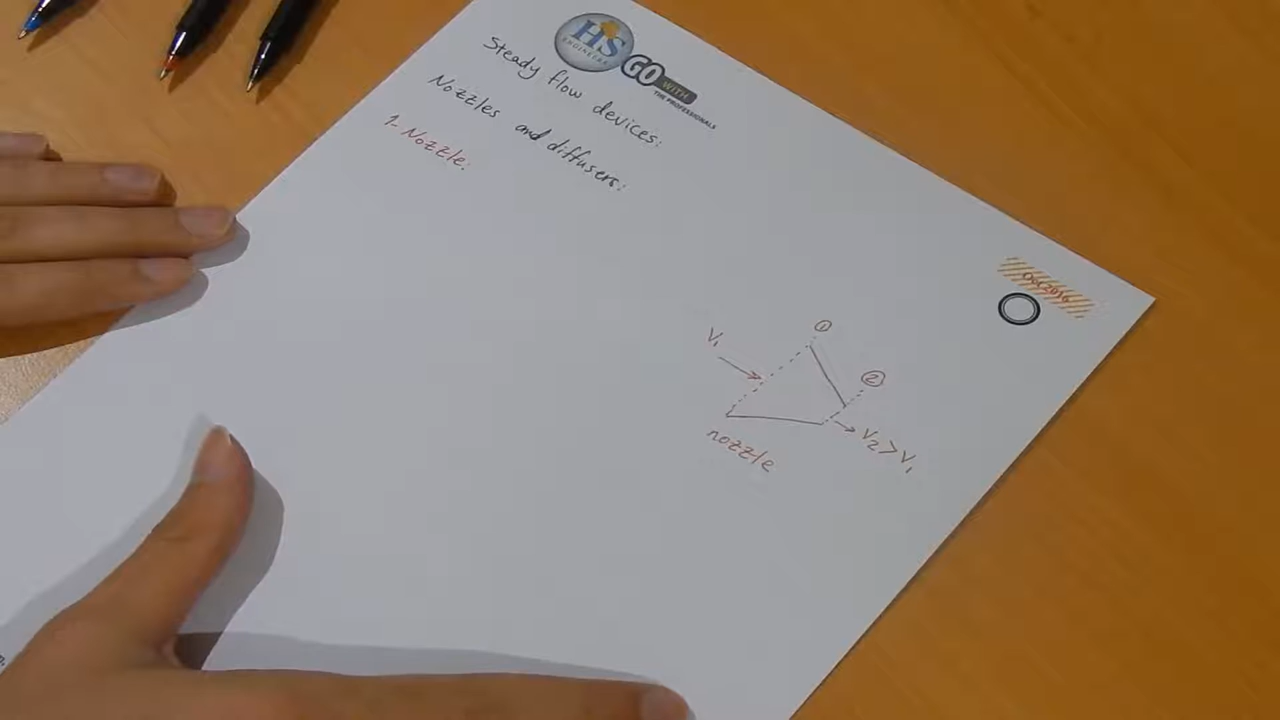 HS
ENGINEERS
GO
WITH
THE PROFESSIONALS
Steady flow devices:
Nozzles and diffusers:
1- Nozzle:
①
V₁
②
V₂>V₁
nozzle